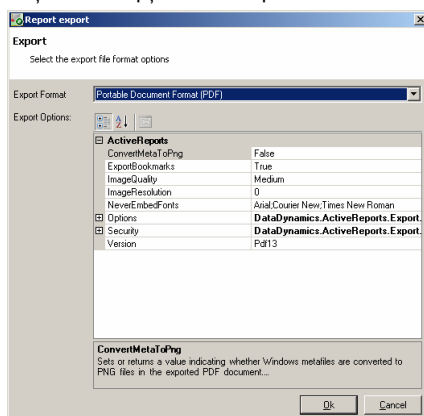 Report export
Export
Select the export file format options
Export Format
Portable Document Format (PDF)
Export Options:
ActiveReports
ConvertMetaToPng False
ExportBookmarks True
ImageQuality Medium
ImageResolution 0
NeverEmbedFonts Arial;Courier New;Times New Roman
Options DataDynamics.ActiveReports.Export.
Security DataDynamics.ActiveReports.Export.
Version Pdf13
ConvertMetaToPng
Sets or returns a value indicating whether Windows metafiles are converted to
PNG files in the exported PDF document....
Ok Cancel